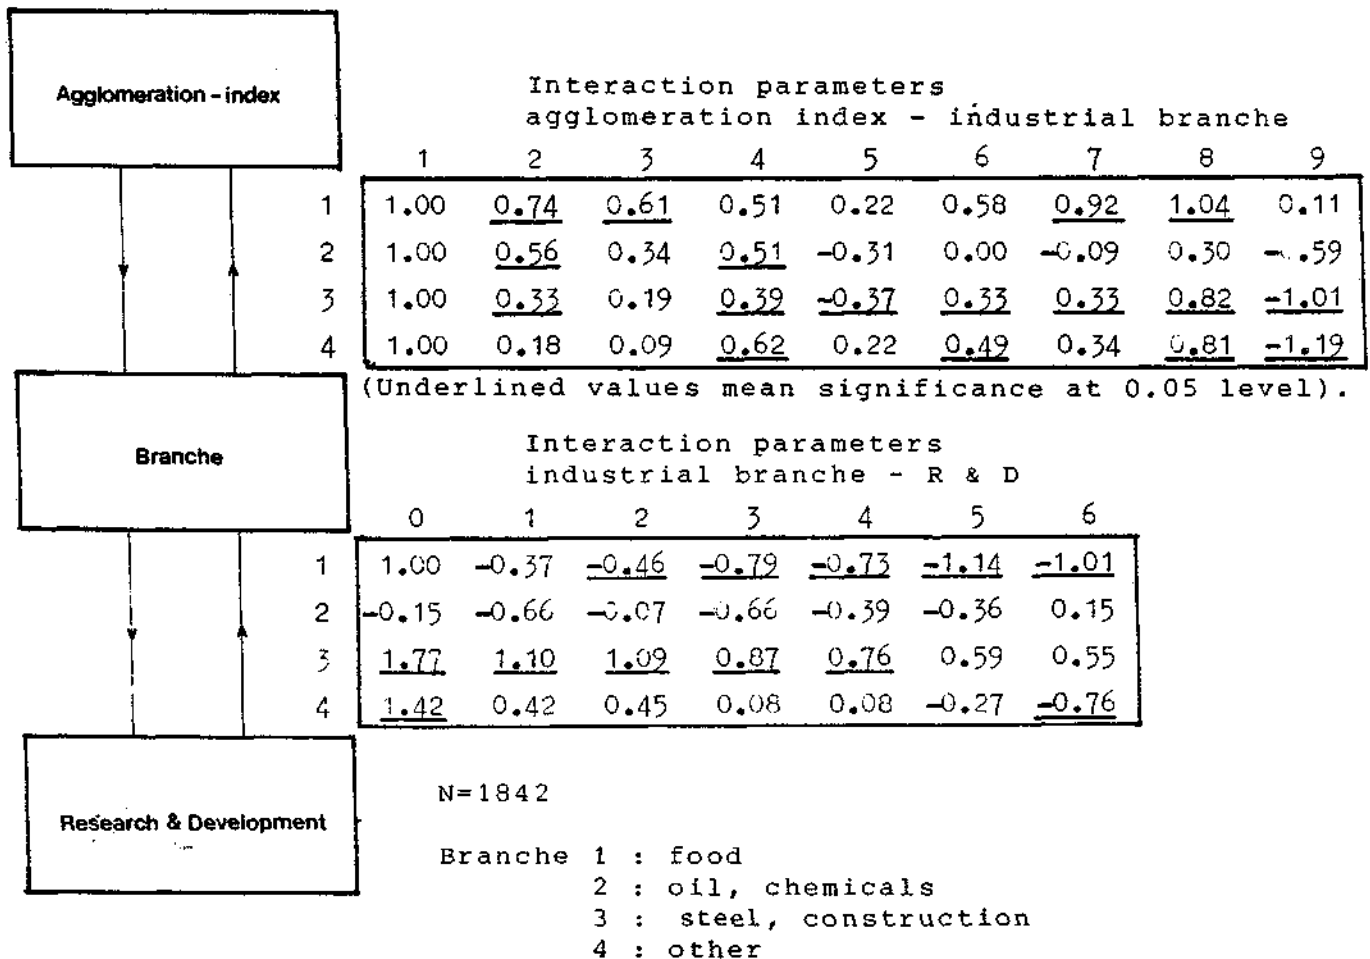 Agglomeration - index
Interaction parameters
agglomeration index - industrial branche
1 2 3 4 5 6 7 8 9
1 1.00 0.74 0.61 0.51 0.22 0.58 0.92 1.04 0.11
2 1.00 0.56 0.34 0.51 -0.31 0.00 -0.09 0.30 -0.59
3 1.00 0.33 0.19 0.39 -0.37 0.33 0.33 0.82 -1.01
4 1.00 0.18 0.09 0.62 0.22 0.49 0.34 0.81 -1.19
(Underlined values mean significance at 0.05 level).
Branche
Interaction parameters
industrial branche - R & D
0 1 2 3 4 5 6
1 1.00 -0.37 -0.46 -0.79 -0.73 -1.14 -1.01
2 -0.15 -0.66 -0.07 -0.66 -0.39 -0.36 0.15
3 1.77 1.10 1.09 0.87 0.76 0.59 0.55
4 1.42 0.42 0.45 0.08 0.08 -0.27 -0.76
Research & Development
N=1842
Branche 1 : food
2 : oil, chemicals
3 : steel, construction
4 : other